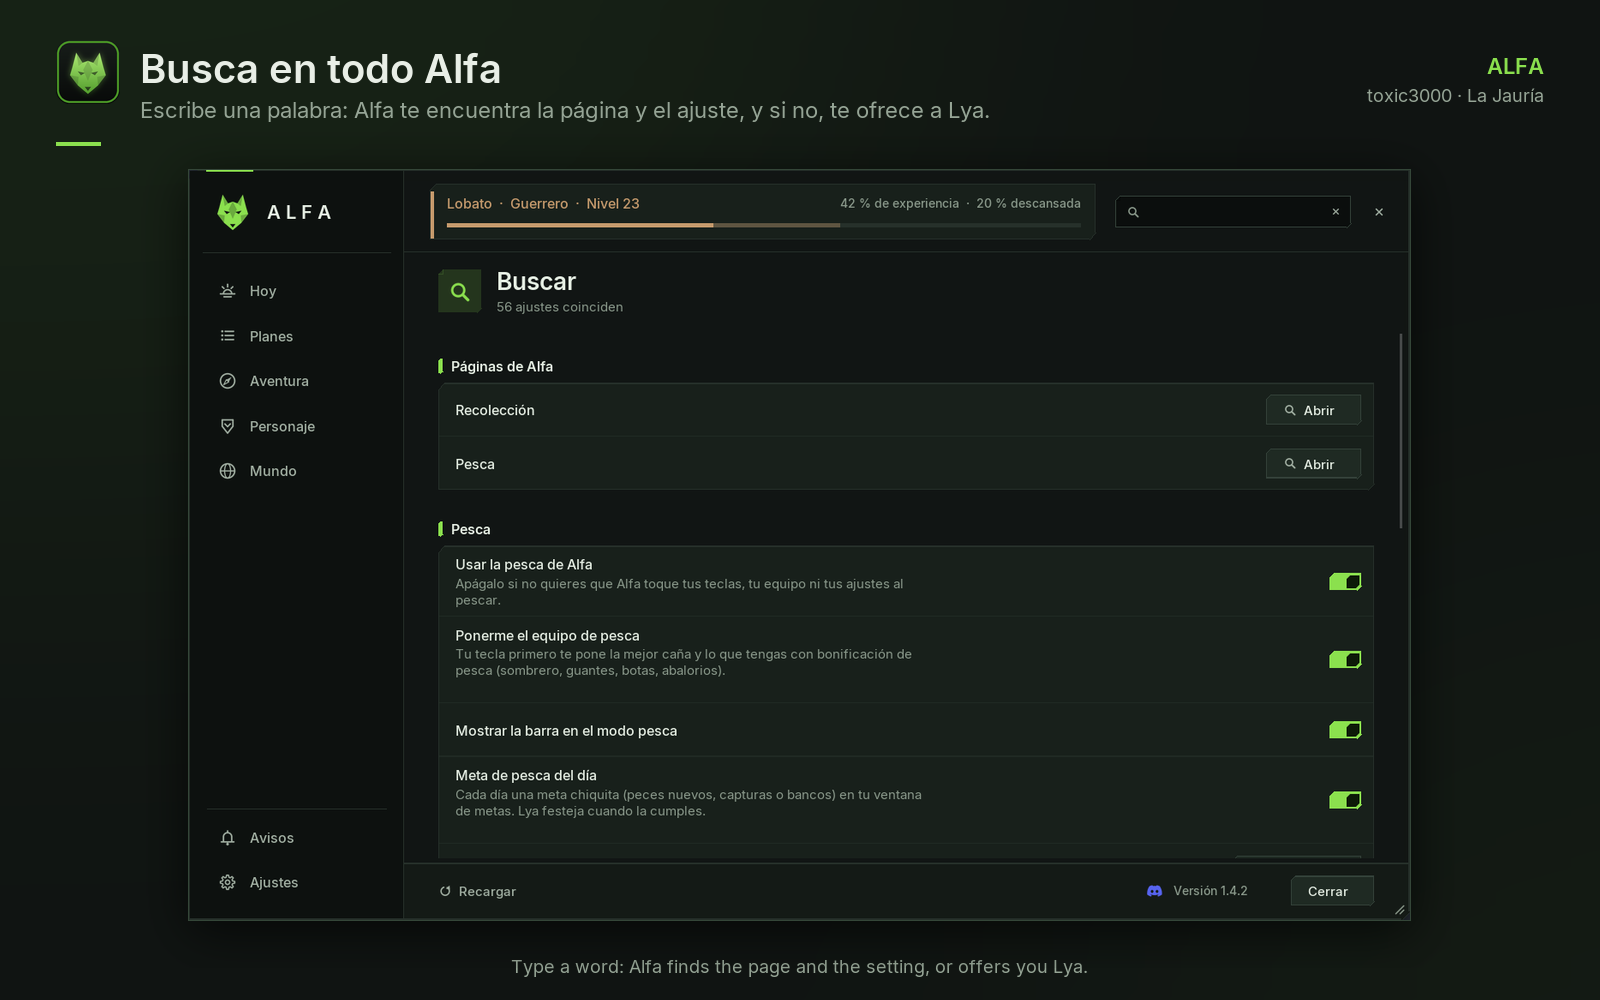 Busca en todo Alfa
Escribe una palabra: Alfa te encuentra la página y el ajuste, y si no, te ofrece a Lya.
ALFA
toxic3000 · La Jauría
ALFA
Lobato · Guerrero · Nivel 23
42 % de experiencia · 20 % descansada
Hoy
Planes
Aventura
Personaje
Mundo
Avisos
Ajustes
Buscar
56 ajustes coinciden
Páginas de Alfa
Recolección
Abrir
Pesca
Abrir
Pesca
Usar la pesca de Alfa
Apágalo si no quieres que Alfa toque tus teclas, tu equipo ni tus ajustes al
pescar.
Ponerme el equipo de pesca
Tu tecla primero te pone la mejor caña y lo que tengas con bonificación de
pesca (sombrero, guantes, botas, abalorios).
Mostrar la barra en el modo pesca
Meta de pesca del día
Cada día una meta chiquita (peces nuevos, capturas o bancos) en tu ventana
de metas. Lya festeja cuando la cumples.
Recargar
Versión 1.4.2
Cerrar
Type a word: Alfa finds the page and the setting, or offers you Lya.